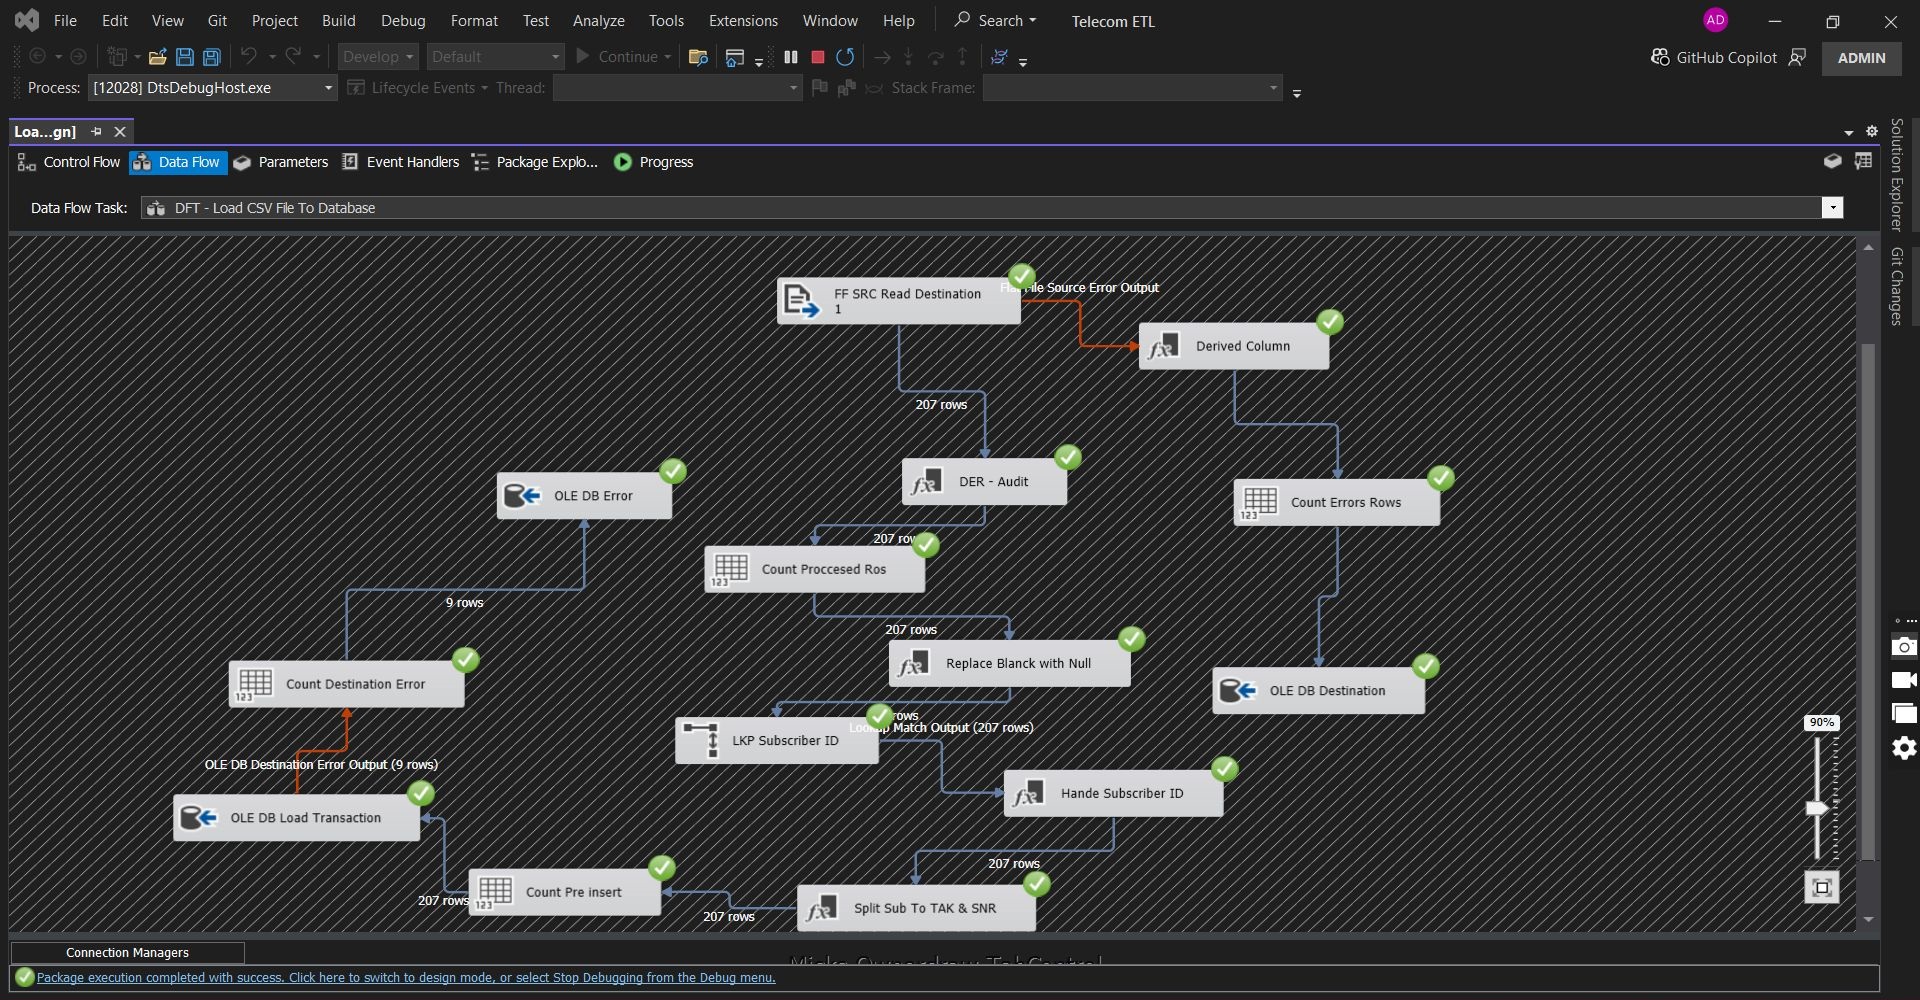 File Edit View Git Project Build Debug Format Test Analyze Tools Extensions Window Help Search Telecom ETL AD
Develop Default Continue GitHub Copilot ADMIN
Process: [12028] DtsDebugHost.exe Lifecycle Events Thread: Stack Frame:
Loa...gn]
Control Flow Data Flow Parameters Event Handlers Package Explo... Progress
Data Flow Task: DFT - Load CSV File To Database
Solution Explorer
Git Changes
FF SRC Read Destination
1
File Source Error Output
Derived Column
207 rows
DER - Audit
OLE DB Error
Count Errors Rows
207
Count Proccesed Ros
9 rows
207 rows
Replace Blanck with Null
Count Destination Error
OLE DB Destination
rows
Match Output (207 rows)
LKP Subscriber ID
90%
OLE DB Destination Error Output (9 rows)
Hande Subscriber ID
OLE DB Load Transaction
207 rows
Count Pre insert
207 rows
Split Sub To TAK & SNR
207 rows
Connection Managers
Package execution completed with success. Click here to switch to design mode, or select Stop Debugging from the Debug menu.